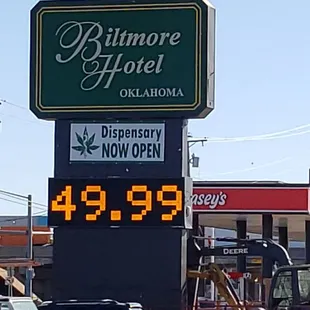 Biltmore
Hotel
OKLAHOMA
Dispensary
NOW OPEN
49.99
asey's
DEERE